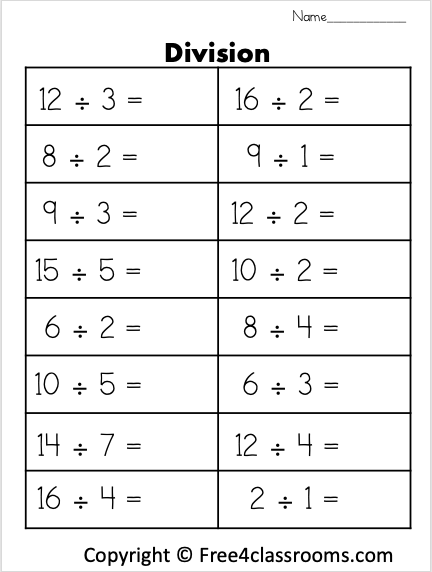 Name____________
Division
12 ÷ 3 = 16 ÷ 2 =
8 ÷ 2 = 9 ÷ 1 =
9 ÷ 3 = 12 ÷ 2 =
15 ÷ 5 = 10 ÷ 2 =
6 ÷ 2 = 8 ÷ 4 =
10 ÷ 5 = 6 ÷ 3 =
14 ÷ 7 = 12 ÷ 4 =
16 ÷ 4 = 2 ÷ 1 =
Copyright © Free4classrooms.com